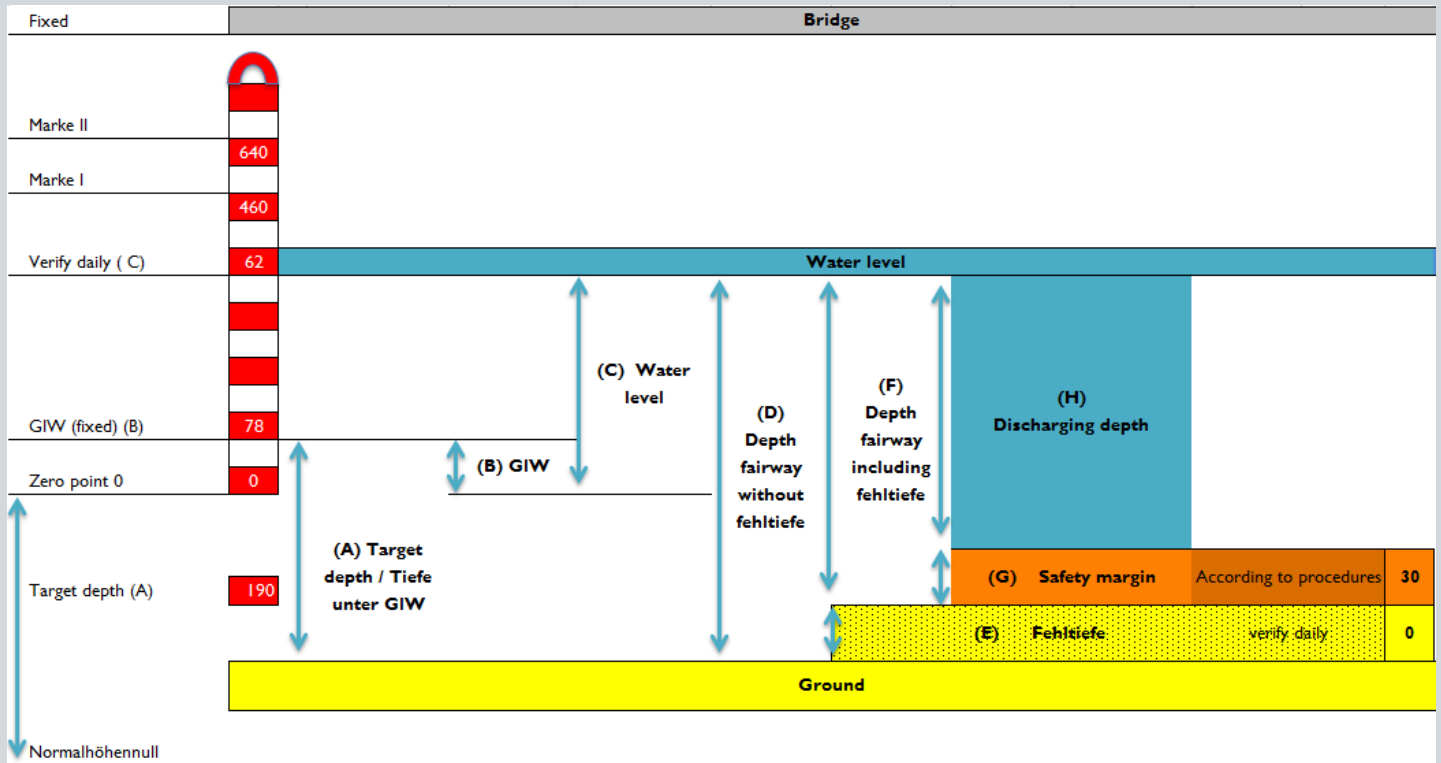 Fixed
Bridge
Marke II
640
Marke I
460
Verify daily ( C)
62
Water level
(C) Water
level
(F)
Depth
fairway
including
fehltiefe
(H)
Discharging depth
(D)
Depth
fairway
without
fehltiefe
GIW (fixed) (B)
78
(B) GIW
Zero point 0
0
(A) Target
depth / Tiefe
unter GIW
Target depth (A)
190
(G) Safety margin
According to procedures
30
(E) Fehltiefe
verify daily
0
Ground
Normalhöhennull